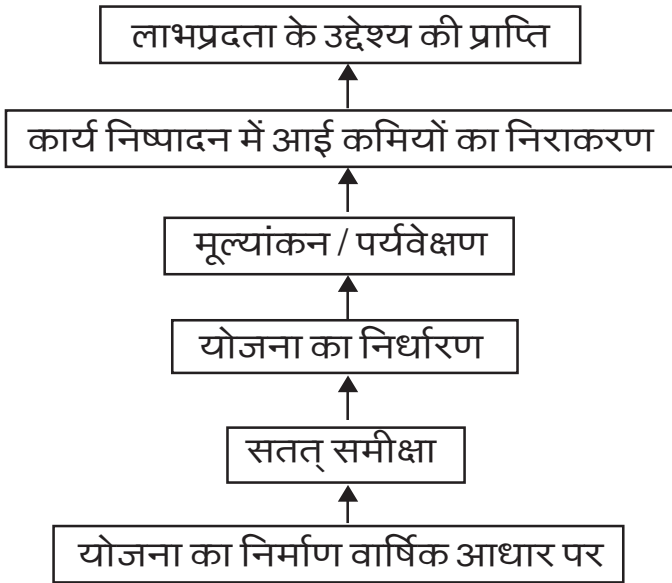 लाभप्रदता के उद्देश्य की प्राप्ति
कार्य निष्पादन में आई कमियों का निराकरण
मूल्यांकन / पर्यवेक्षण
योजना का निर्धारण
सतत् समीक्षा
योजना का निर्माण वार्षिक आधार पर